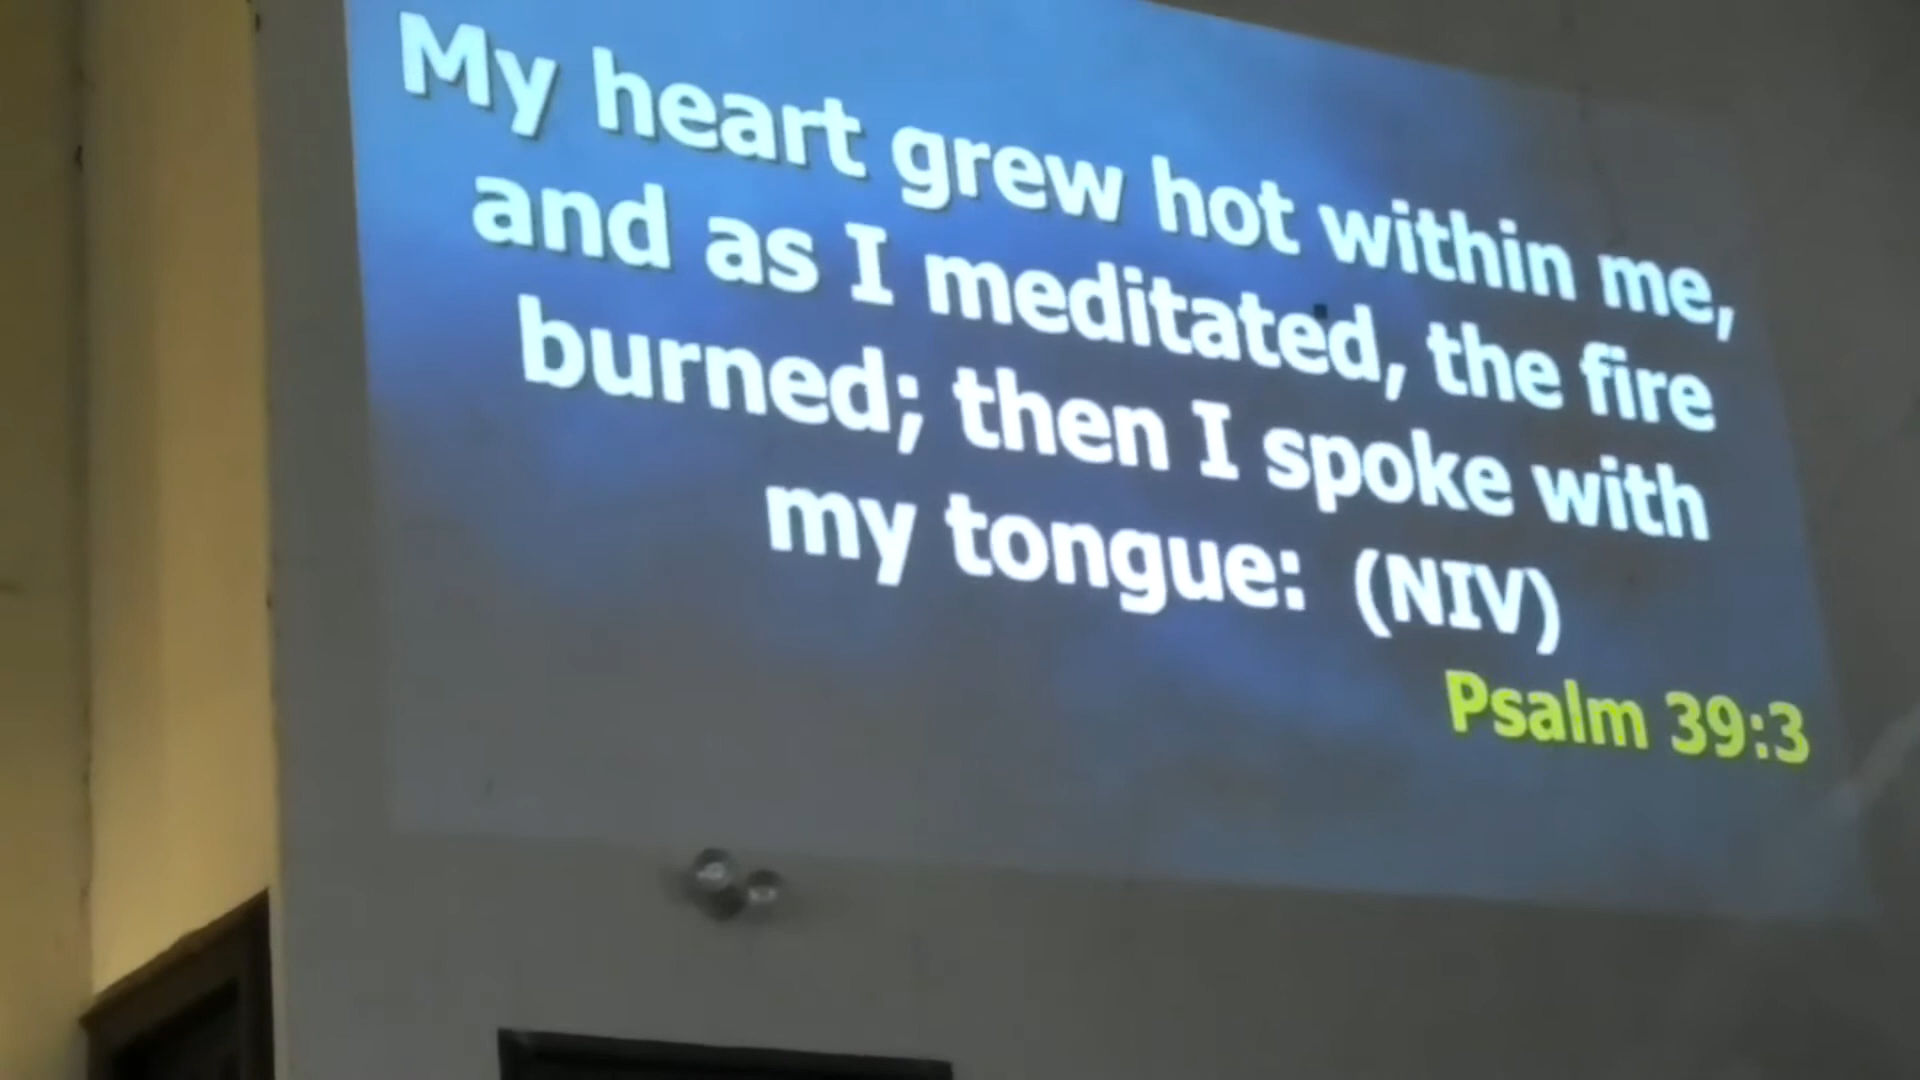 My heart grew hot within me,
and as I meditated, the fire
burned; then I spoke with
my tongue: (NIV)
Psalm 39:3